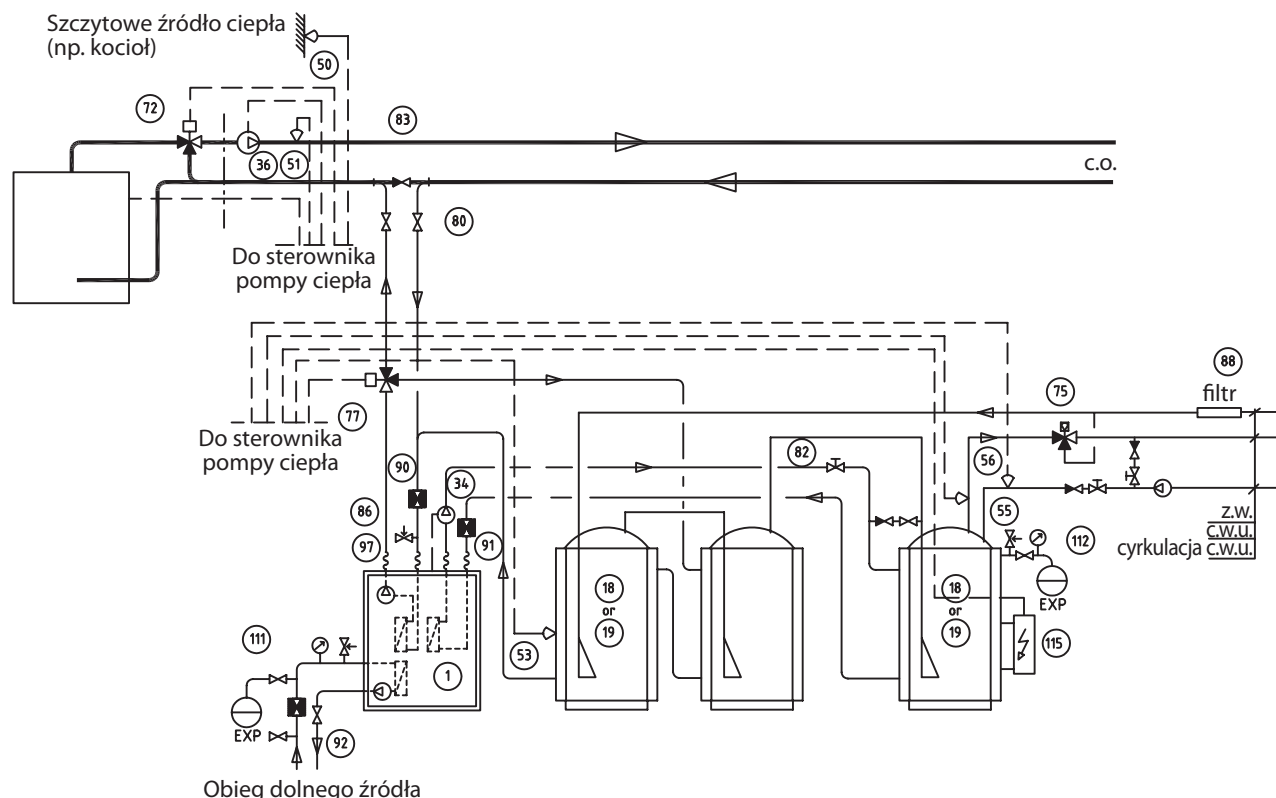 Szczytowe źródło ciepła
(np. kocioł)
50
72
83
36
51
c.o.
80
Do sterownika
pompy ciepła
88
75
filtr
77
Do sterownika
pompy ciepła
90
82
56
34
86
55
z.w.
c.w.u.
cyrkulacja c.w.u.
97
91
112
18
or
19
18
or
19
EXP
111
53
1
115
EXP
92
Obieg dolnego źródła